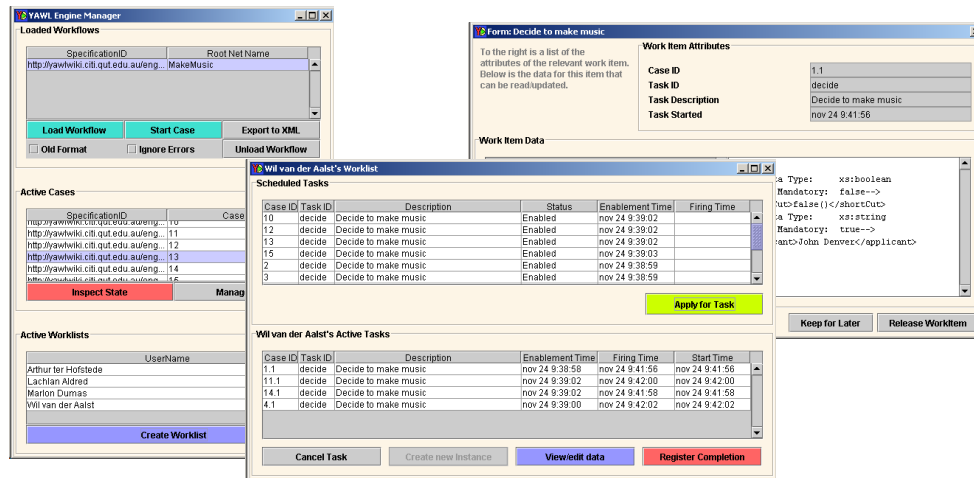 YAWL Engine Manager
Loaded Workflows
SpecificationID Root Net Name
http://yawlwiki.citi.qut.edu.au/eng... MakeMusic
Load Workflow Start Case Export to XML
Old Format Ignore Errors Unload Workflow
Active Cases
SpecificationID Case
http://yawlwiki.citi.qut.edu.au/eng... 10
http://yawlwiki.citi.qut.edu.au/eng... 11
http://yawlwiki.citi.qut.edu.au/eng... 12
http://yawlwiki.citi.qut.edu.au/eng... 13
http://yawlwiki.citi.qut.edu.au/eng... 14
http://yawlwiki.citi.qut.edu.au/eng... 15
Inspect State Manag
Active Worklists
UserName
Arthur ter Hofstede
Lachlan Aldred
Marlon Dumas
Wil van der Aalst
Create Worklist
Form: Decide to make music
To the right is a list of the
attributes of the relevant work item.
Below is the data for this item that
can be read/updated.
Work Item Attributes
Case ID 1.1
Task ID decide
Task Description Decide to make music
Task Started nov 24 9:41:56
Work Item Data
ta Type: xs:boolean
Mandatory: false-->
Cut>false()</shortCut>
ta Type: xs:string
Mandatory: true-->
cant>John Denver</applicant>
Keep for Later Release WorkItem
Wil van der Aalst's Worklist
Scheduled Tasks
Case ID Task ID Description Status Enablement Time Firing Time
10 decide Decide to make music Enabled nov 24 9:39:02
12 decide Decide to make music Enabled nov 24 9:39:02
13 decide Decide to make music Enabled nov 24 9:39:02
15 decide Decide to make music Enabled nov 24 9:39:03
2 decide Decide to make music Enabled nov 24 9:38:59
3 decide Decide to make music Enabled nov 24 9:38:59
Apply for Task
Wil van der Aalst's Active Tasks
Case ID Task ID Description Enablement Time Firing Time Start Time
1.1 decide Decide to make music nov 24 9:38:58 nov 24 9:41:56 nov 24 9:41:56
11.1 decide Decide to make music nov 24 9:39:02 nov 24 9:42:00 nov 24 9:42:00
14.1 decide Decide to make music nov 24 9:39:02 nov 24 9:41:58 nov 24 9:41:58
4.1 decide Decide to make music nov 24 9:39:00 nov 24 9:42:02 nov 24 9:42:02
Cancel Task Create new Instance View/edit data Register Completion